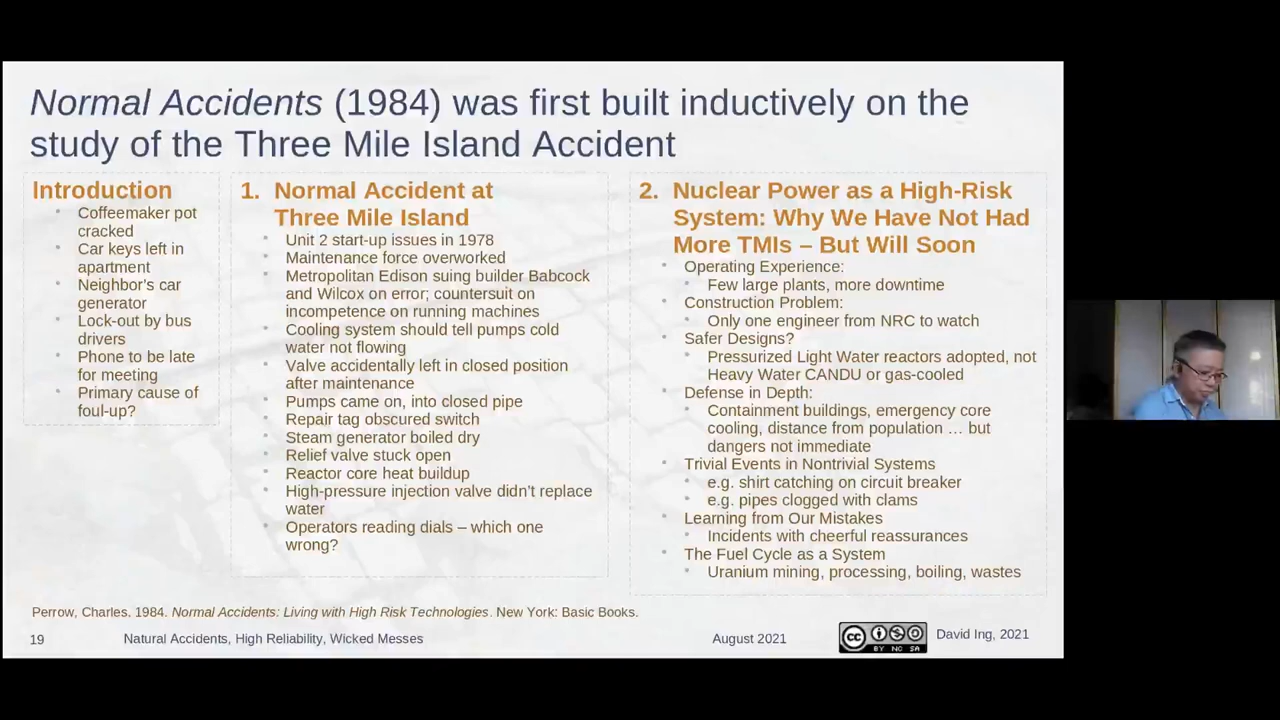 Normal Accidents (1984) was first built inductively on the
study of the Three Mile Island Accident
Introduction
Coffeemaker pot
cracked
Car keys left in
apartment
Neighbor's car
generator
Lock-out by bus
drivers
Phone to be late
for meeting
Primary cause of
foul-up?
1. Normal Accident at
Three Mile Island
Unit 2 start-up issues in 1978
Maintenance force overworked
Metropolitan Edison suing builder Babcock
and Wilcox on error; countersuit on
incompetence on running machines
Cooling system should tell pumps cold
water not flowing
Valve accidentally left in closed position
after maintenance
Pumps came on, into closed pipe
Repair tag obscured switch
Steam generator boiled dry
Relief valve stuck open
Reactor core heat buildup
High-pressure injection valve didn't replace
water
Operators reading dials – which one
wrong?
2. Nuclear Power as a High-Risk
System: Why We Have Not Had
More TMIs – But Will Soon
Operating Experience:
Few large plants, more downtime
Construction Problem:
Only one engineer from NRC to watch
Safer Designs?
Pressurized Light Water reactors adopted, not
Heavy Water CANDU or gas-cooled
Defense in Depth:
Containment buildings, emergency core
cooling, distance from population … but
dangers not immediate
Trivial Events in Nontrivial Systems
e.g. shirt catching on circuit breaker
e.g. pipes clogged with clams
Learning from Our Mistakes
Incidents with cheerful reassurances
The Fuel Cycle as a System
Uranium mining, processing, boiling, wastes
Perrow, Charles. 1984. Normal Accidents: Living with High Risk Technologies. New York: Basic Books.
19 Natural Accidents, High Reliability, Wicked Messes August 2021 cc BY NC SA David Ing, 2021